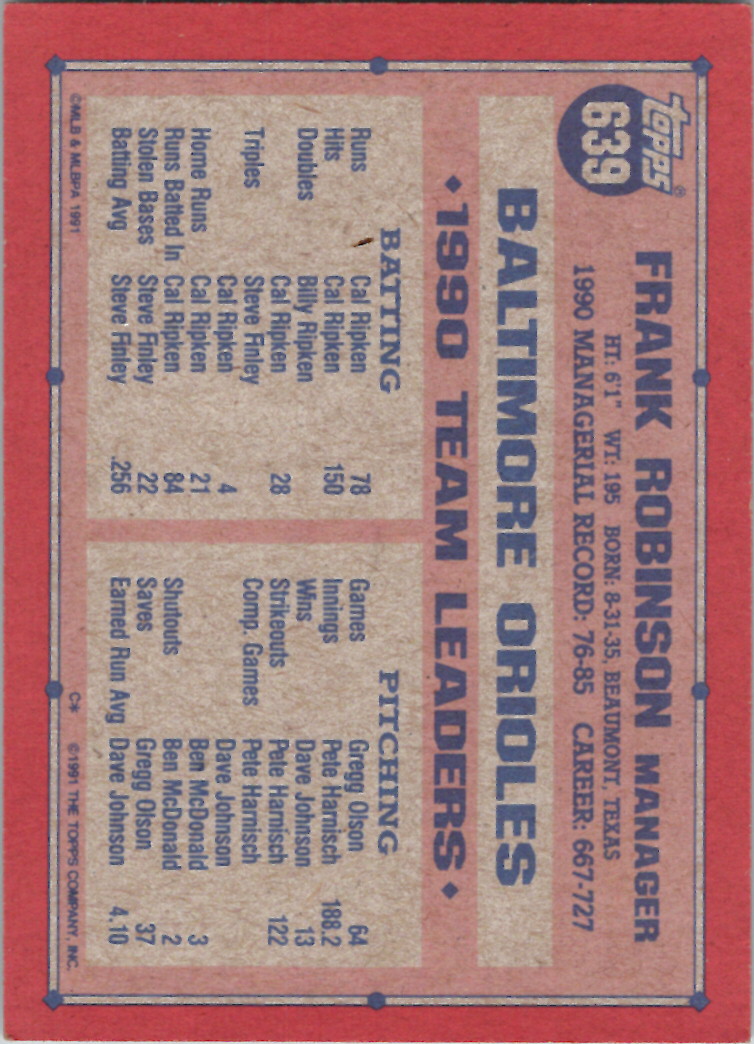 topps®
639
FRANK ROBINSON MANAGER
HT: 6'1" WT: 195 BORN: 8-31-35, BEAUMONT, TEXAS
1990 MANAGERIAL RECORD: 76-85 CAREER: 667-727
BALTIMORE ORIOLES
♦1990 TEAM LEADERS♦
BATTING
Runs Cal Ripken 78
Hits Cal Ripken 150
Doubles Billy Ripken
Cal Ripken 28
Triples Steve Finley
Cal Ripken 4
Home Runs Cal Ripken 21
Runs Batted In Cal Ripken 84
Stolen Bases Steve Finley 22
Batting Avg Steve Finley .256
PITCHING
Games Gregg Olson 64
Innings Pete Harnisch 188.2
Wins Dave Johnson 13
Strikeouts Pete Harnisch 122
Comp. Games Pete Harnisch
Dave Johnson
Ben McDonald 3
Shutouts Ben McDonald 2
Saves Gregg Olson 37
Earned Run Avg Dave Johnson 4.10
©MLB & MLBPA 1991 C* ©1991 THE TOPPS COMPANY, INC.